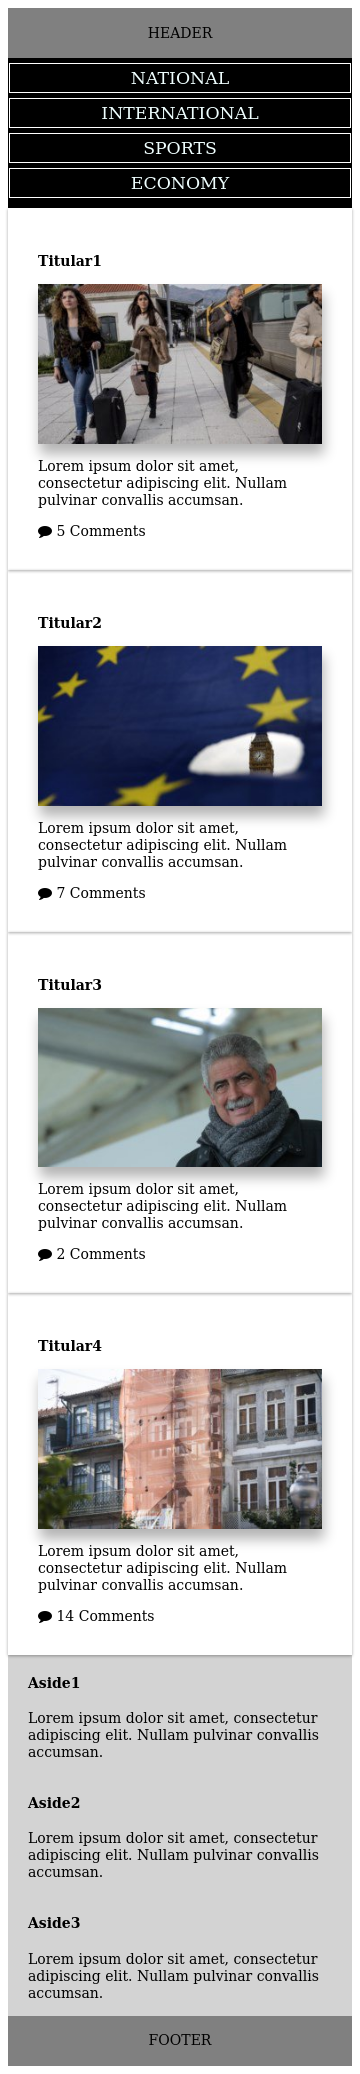 HEADER
NATIONAL
INTERNATIONAL
SPORTS
ECONOMY
Titular1
Lorem ipsum dolor sit amet,
consectetur adipiscing elit. Nullam
pulvinar convallis accumsan.
5 Comments
Titular2
Lorem ipsum dolor sit amet,
consectetur adipiscing elit. Nullam
pulvinar convallis accumsan.
7 Comments
Titular3
Lorem ipsum dolor sit amet,
consectetur adipiscing elit. Nullam
pulvinar convallis accumsan.
2 Comments
Titular4
Lorem ipsum dolor sit amet,
consectetur adipiscing elit. Nullam
pulvinar convallis accumsan.
14 Comments
Aside1
Lorem ipsum dolor sit amet, consectetur
adipiscing elit. Nullam pulvinar convallis
accumsan.
Aside2
Lorem ipsum dolor sit amet, consectetur
adipiscing elit. Nullam pulvinar convallis
accumsan.
Aside3
Lorem ipsum dolor sit amet, consectetur
adipiscing elit. Nullam pulvinar convallis
accumsan.
FOOTER